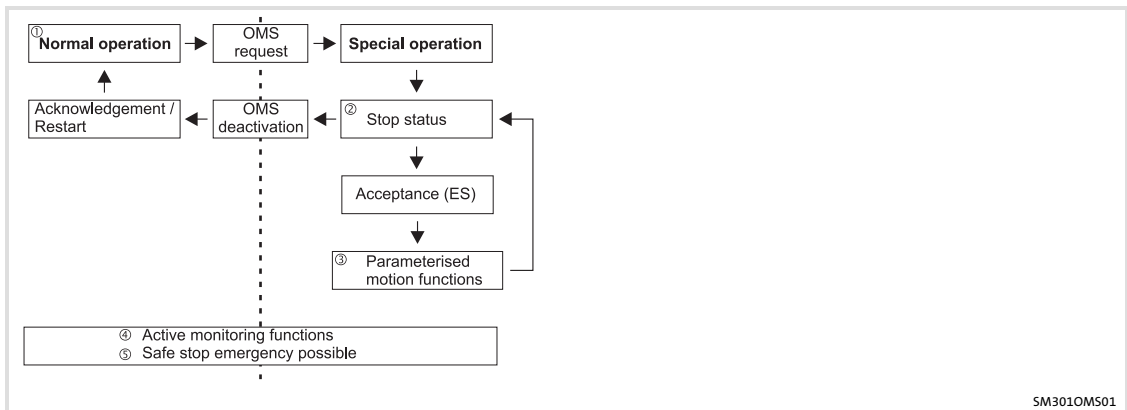 ① Normal operation
OMS
request
Special operation
Acknowledgement /
Restart
OMS
deactivation
② Stop status
Acceptance (ES)
③ Parameterised
motion functions
④ Active monitoring functions
⑤ Safe stop emergency possible
SM301OMS01